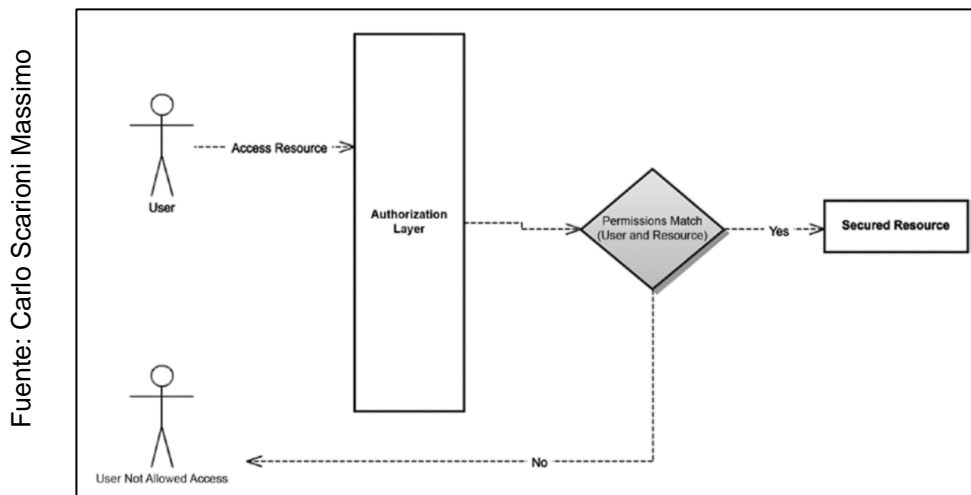 Fuente: Carlo Scarioni Massimo
User
Access Resource
Authorization
Layer
Permissions Match
(User and Resource)
Yes
Secured Resource
No
User Not Allowed Access